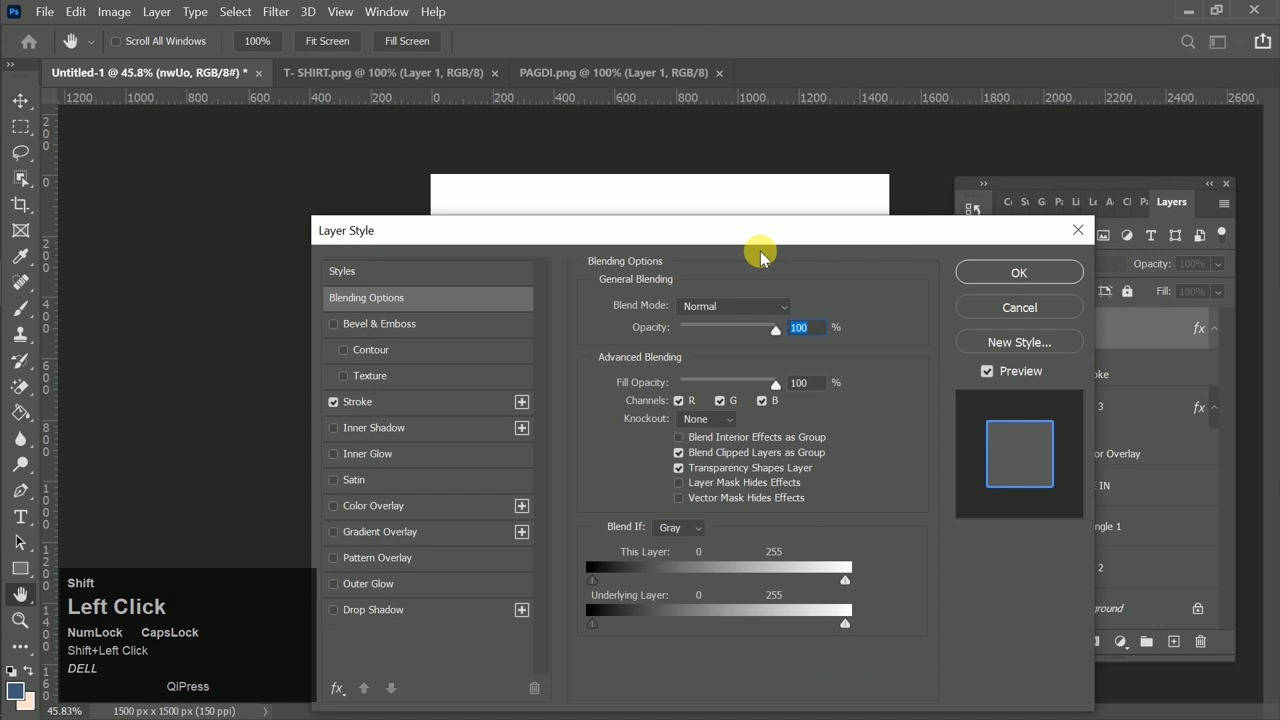 Ps File Edit Image Layer Type Select Filter 3D View Window Help
Scroll All Windows 100% Fit Screen Fill Screen
Untitled-1 @ 45.8% (nwUo, RGB/8#) * × T- SHIRT.png @ 100% (Layer 1, RGB/8) × PAGDI.png @ 100% (Layer 1, RGB/8) ×
1200 1000 800 600 400 200 0 200 400 600 800 1000 1200 1400 1600 1800 2000 2200 2400 2600
Layers
Layer Style
Opacity: 100%
Fill: 100%
Styles
Blending Options
Bevel & Emboss
Contour
Texture
Stroke
Inner Shadow
Inner Glow
Satin
Color Overlay
Gradient Overlay
Pattern Overlay
Outer Glow
Drop Shadow
fx
Blending Options
General Blending
Blend Mode: Normal
Opacity: 100 %
Advanced Blending
Fill Opacity: 100 %
Channels: R G B
Knockout: None
Blend Interior Effects as Group
Blend Clipped Layers as Group
Transparency Shapes Layer
Layer Mask Hides Effects
Vector Mask Hides Effects
Blend If: Gray
This Layer: 0 255
Underlying Layer: 0 255
OK
Cancel
New Style...
Preview
fx
oke
3 fx
or Overlay
E IN
angle 1
2
ground
Shift
Left Click
NumLock CapsLock
Shift+Left Click
DELL
QiPress
45.83% 1500 px x 1500 px (150 ppi)